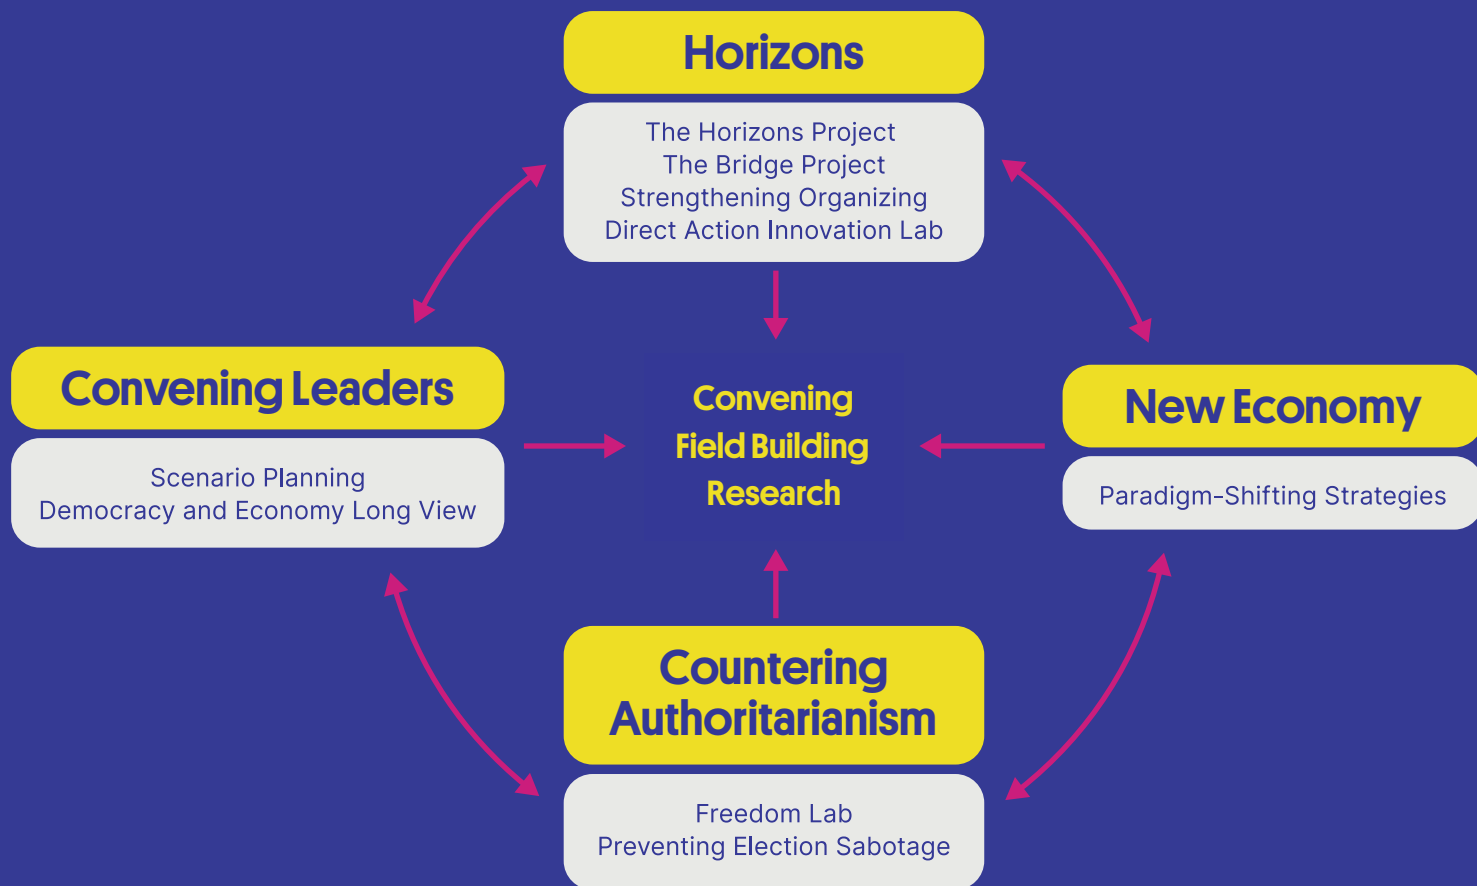 Horizons
The Horizons Project
The Bridge Project
Strengthening Organizing
Direct Action Innovation Lab
Convening Leaders
Scenario Planning
Democracy and Economy Long View
Convening
Field Building
Research
New Economy
Paradigm-Shifting Strategies
Countering
Authoritarianism
Freedom Lab
Preventing Election Sabotage